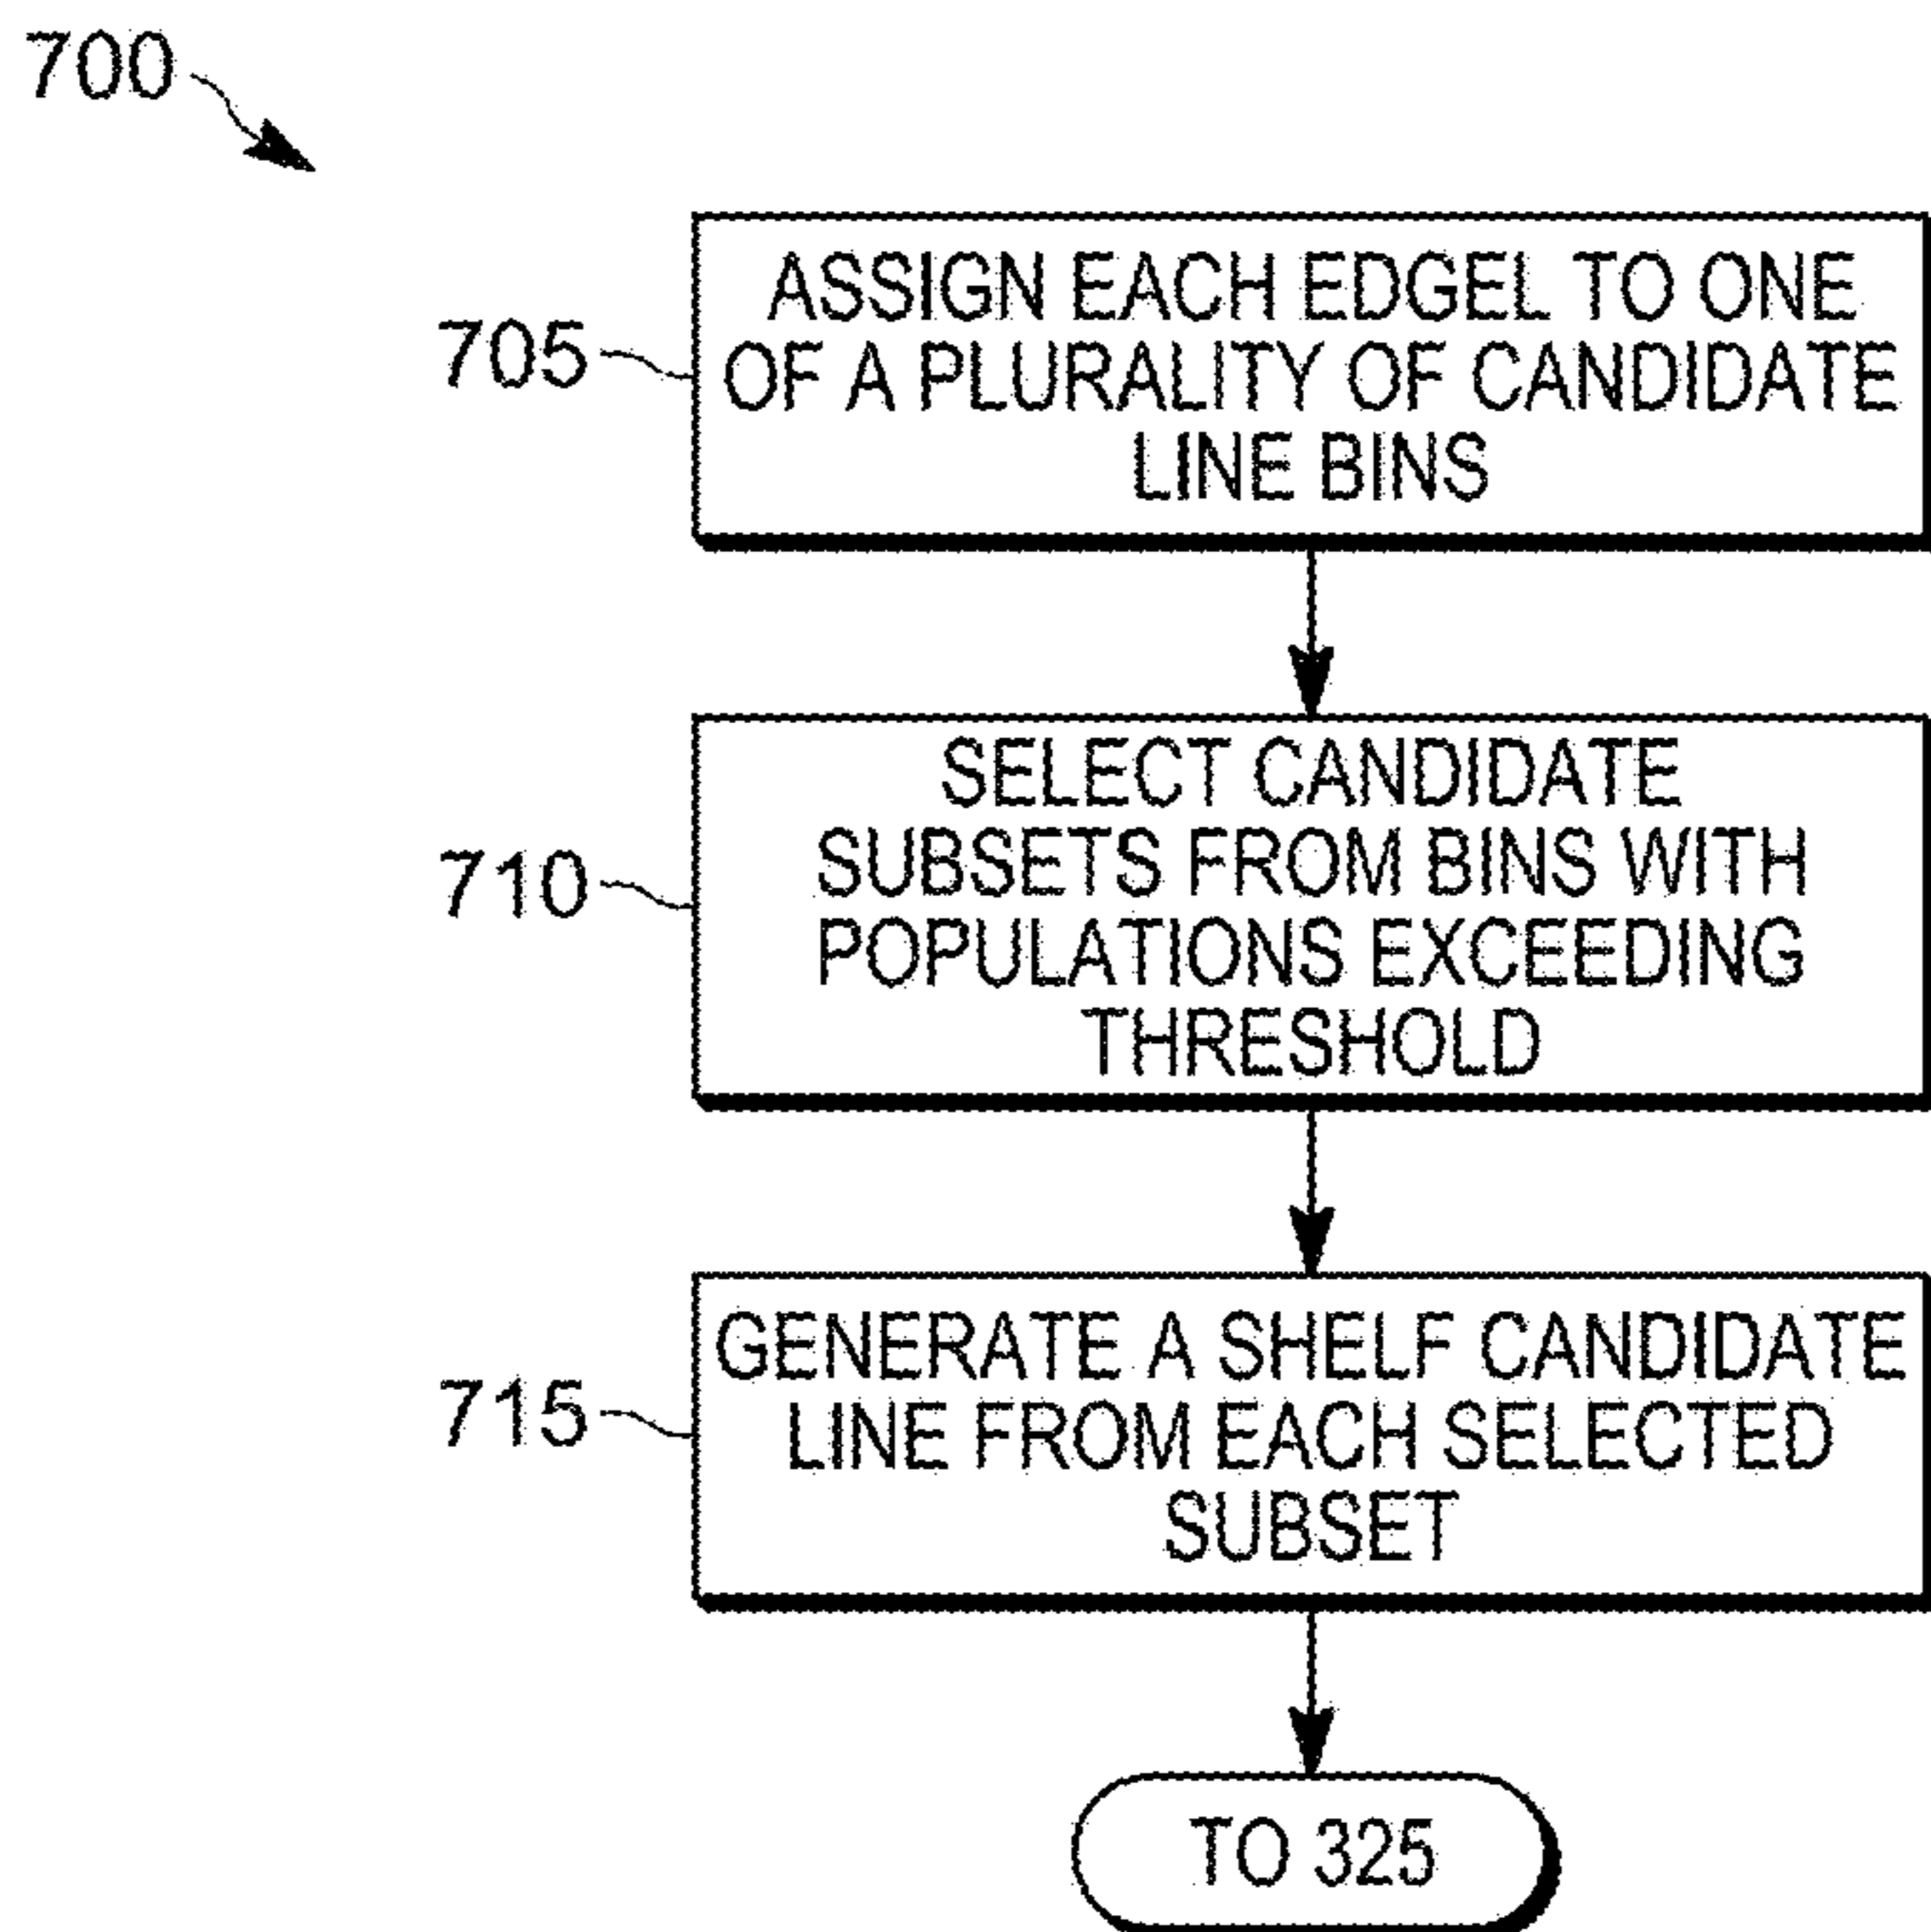 700
705
ASSIGN EACH EDGEL TO ONE
OF A PLURALITY OF CANDIDATE
LINE BINS
710
SELECT CANDIDATE
SUBSETS FROM BINS WITH
POPULATIONS EXCEEDING
THRESHOLD
715
GENERATE A SHELF CANDIDATE
LINE FROM EACH SELECTED
SUBSET
TO 325